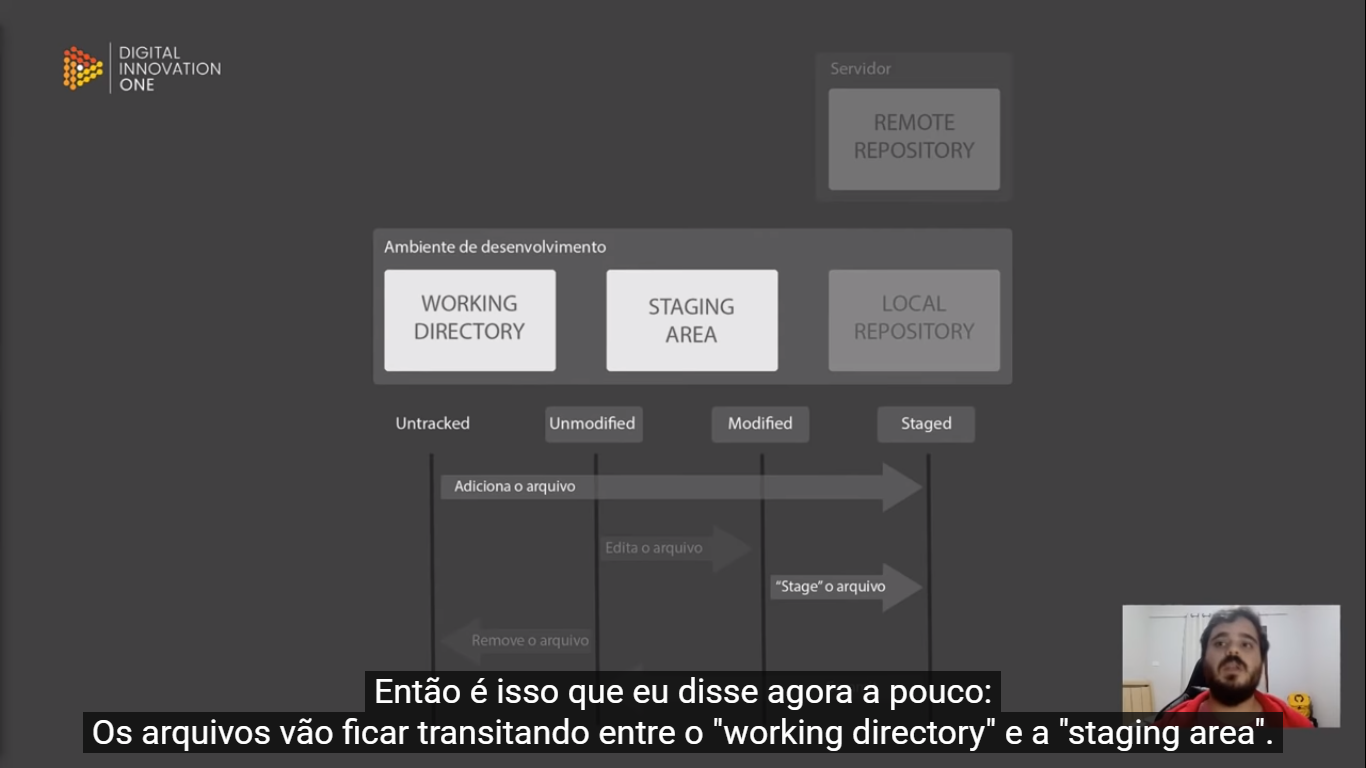 DIGITAL
INNOVATION
ONE
Servidor
REMOTE
REPOSITORY
Ambiente de desenvolvimento
WORKING
DIRECTORY
STAGING
AREA
LOCAL
REPOSITORY
Untracked
Unmodified
Modified
Staged
Adiciona o arquivo
Edita o arquivo
“Stage” o arquivo
Remove o arquivo
Então é isso que eu disse agora a pouco:
Os arquivos vão ficar transitando entre o "working directory" e a "staging area".